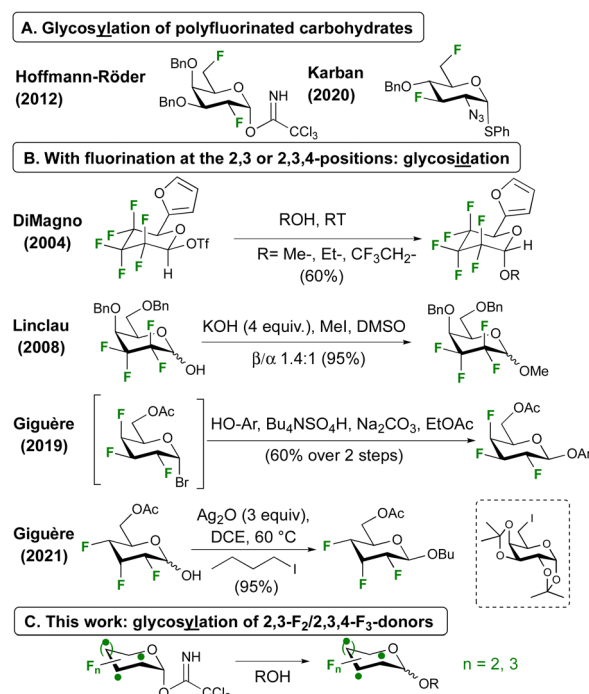 A. Glycosylation of polyfluorinated carbohydrates
Hoffmann-Röder
(2012)
BnO
BnO
F
F
O
O
NH
CCl3
Karban
(2020)
F
BnO
F
O
N3
SPh
B. With fluorination at the 2,3 or 2,3,4-positions: glycosidation
DiMagno
(2004)
O
F
F
F
F
F
F
O
OTf
H
ROH, RT
R= Me-, Et-, CF3CH2-
(60%)
O
F
F
F
F
F
F
O
H
OR
Linclau
(2008)
BnO
OBn
F
O
F
F
F
OH
KOH (4 equiv.), MeI, DMSO
β/α 1.4:1 (95%)
BnO
OBn
F
O
F
F
F
OMe
Giguère
(2019)
F
OAc
O
F
F
Br
HO-Ar, Bu4NSO4H, Na2CO3, EtOAc
(60% over 2 steps)
F
OAc
O
F
F
Giguère
(2021)
OAc
F
O
F
F
OH
Ag2O (3 equiv),
DCE, 60 °C
I
(95%)
OAc
F
O
F
F
OBu
I
O
O
O
O
O
C. This work: glycosylation of 2,3-F2/2,3,4-F3-donors
Fn
O
O
NH
ROH
Fn
O
OR
n = 2, 3